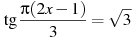 tg π(2x-1)/3 = √3